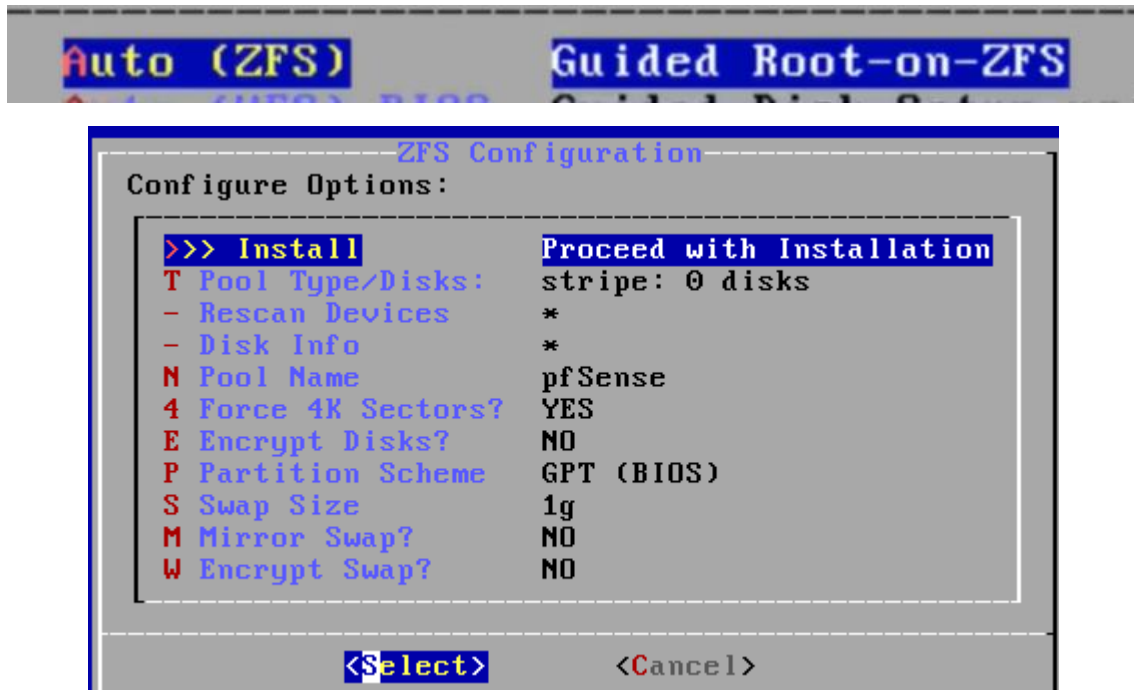 Auto (ZFS) Guided Root-on-ZFS
ZFS Configuration
Configure Options:
>>> Install Proceed with Installation
T Pool Type/Disks: stripe: 0 disks
- Rescan Devices *
- Disk Info *
N Pool Name pfSense
4 Force 4K Sectors? YES
E Encrypt Disks? NO
P Partition Scheme GPT (BIOS)
S Swap Size 1g
M Mirror Swap? NO
W Encrypt Swap? NO
<Select> <Cancel>